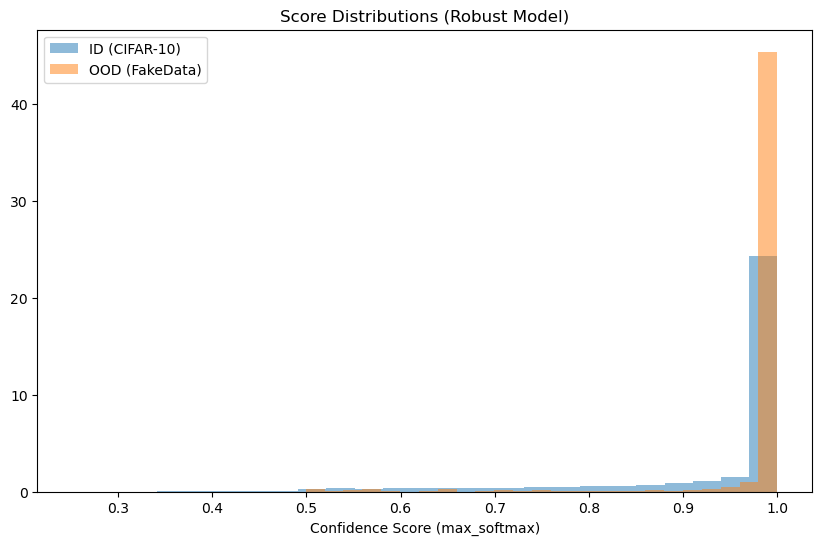 Score Distributions (Robust Model)
ID (CIFAR-10)
OOD (FakeData)
40
30
20
10
0
0.3 0.4 0.5 0.6 0.7 0.8 0.9 1.0
Confidence Score (max_softmax)